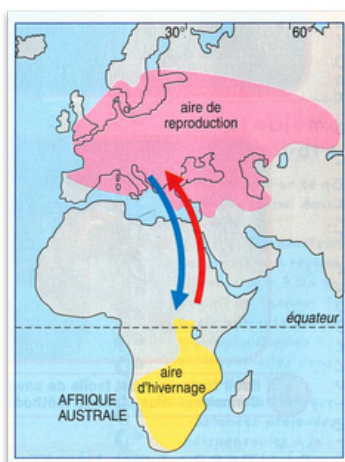 30° 60°
aire de
reproduction
équateur
aire
d'hivernage
AFRIQUE
AUSTRALE